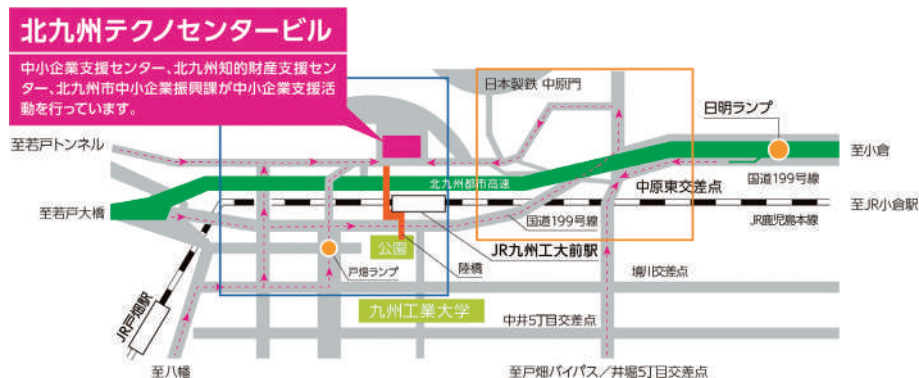 北九州テクノセンタービル
中小企業支援センター、北九州知的財産支援セン
ター、北九州市中小企業振興課が中小企業支援活
動を行っています。
日本製鉄 中原門
日明ランプ
至若戸トンネル
至小倉
北九州都市高速
国道199号線
中原東交差点
至若戸大橋
国道199号線
JR鹿児島本線
至JR小倉駅
公園
JR九州工大前駅
戸畑ランプ
陸橋
境川交差点
JR戸畑駅
九州工業大学
中井5丁目交差点
至八幡
至戸畑バイパス/井堀5丁目交差点